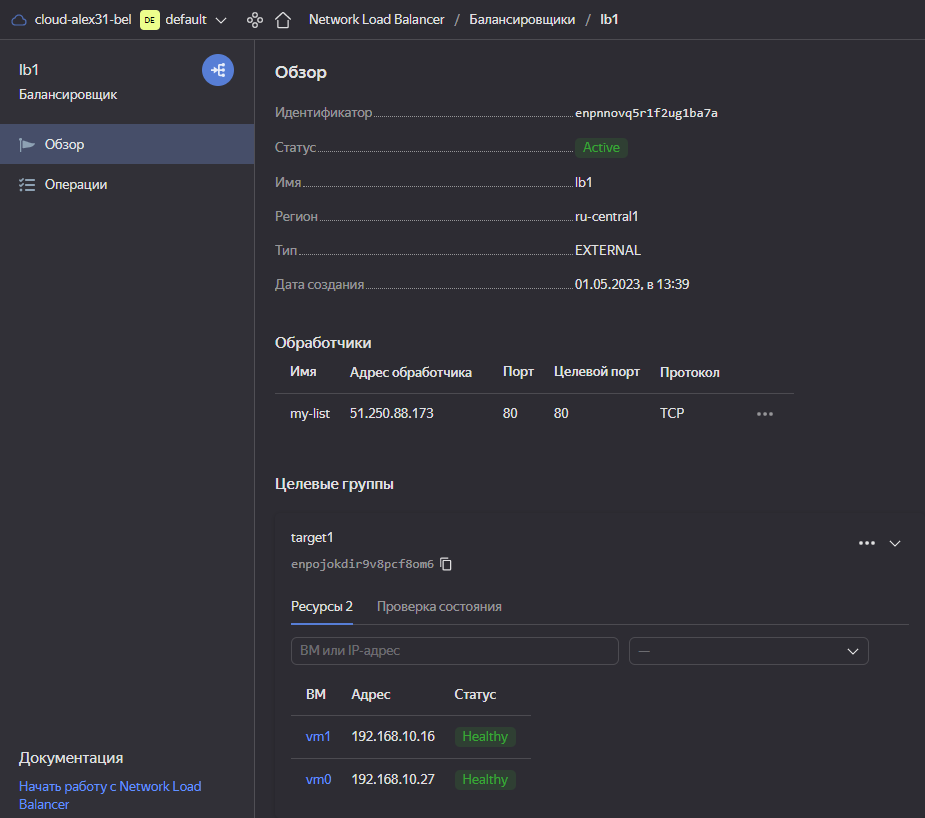 cloud-alex31-bel DE default Network Load Balancer / Балансировщики / lb1
lb1
Балансировщик
Обзор
Операции
Обзор
Идентификатор enpnnovq5r1f2ug1ba7a
Статус Active
Имя lb1
Регион ru-central1
Тип EXTERNAL
Дата создания 01.05.2023, в 13:39
Обработчики
Имя Адрес обработчика Порт Целевой порт Протокол
my-list 51.250.88.173 80 80 TCP
Целевые группы
target1
enpojokdir9v8pcf8om6
Ресурсы 2 Проверка состояния
ВМ или IP-адрес —
ВМ Адрес Статус
vm1 192.168.10.16 Healthy
vm0 192.168.10.27 Healthy
Документация
Начать работу с Network Load
Balancer